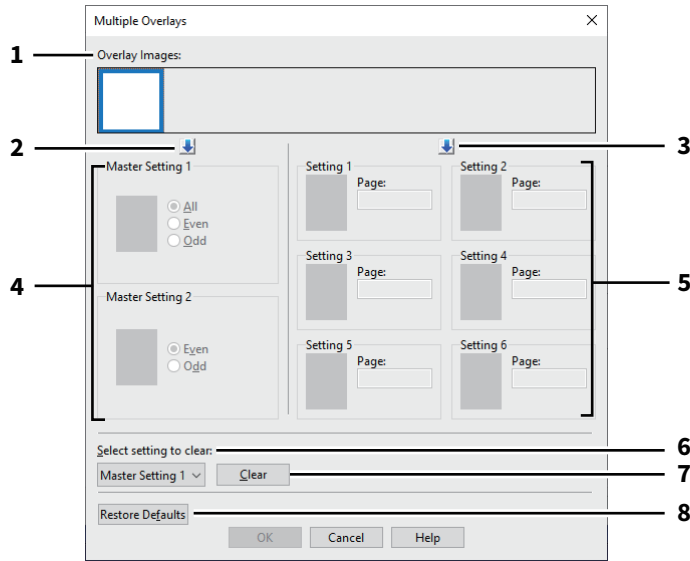 Multiple Overlays
1
Overlay Images:
2
3
Master Setting 1
All
Even
Odd
Setting 1
Page:
Setting 2
Page:
4
Setting 3
Page:
Setting 4
Page:
5
Master Setting 2
Even
Odd
Setting 5
Page:
Setting 6
Page:
Select setting to clear:
6
Master Setting 1
Clear
7
Restore Defaults
8
OK
Cancel
Help